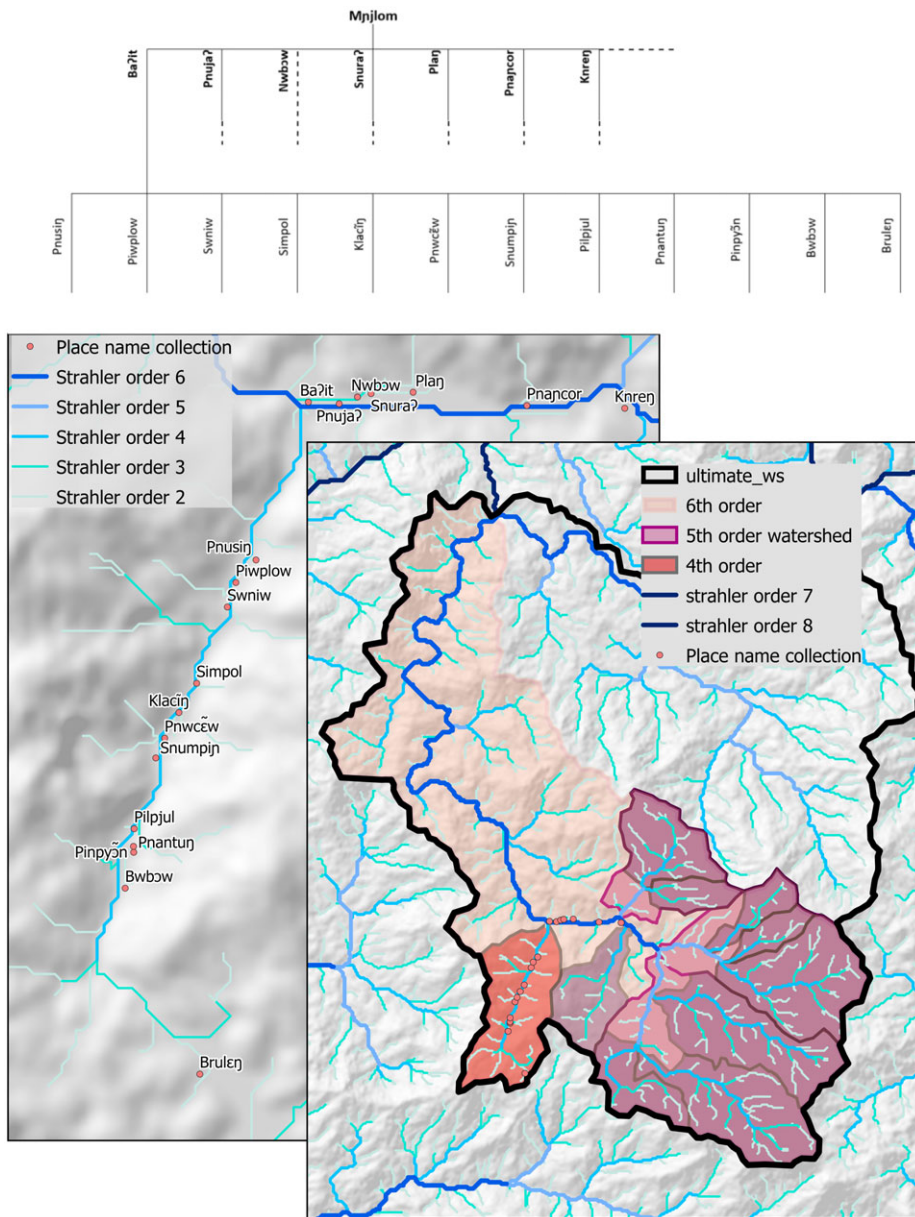 Mɲjlom
Baʔit
Pnujaʔ
Nwbɔw
Snuraʔ
Plaŋ
Pnaɲcor
Knreŋ
Pnusiŋ
Piwplow
Swniw
Simpol
Klacĩŋ
Pnwcɛ̃w
Snumpiɲ
Pilpjul
Pnantuŋ
Pinpyɔ̃n
Bwbɔw
Brulɛŋ
Place name collection
Strahler order 6
Strahler order 5
Strahler order 4
Strahler order 3
Strahler order 2
Baʔit
Pnujaʔ
Nwbɔw
Snuraʔ
Plaŋ
Pnaɲcor
Knreŋ
Pnusiŋ
Piwplow
Swniw
Simpol
Klacĩŋ
Pnwcɛ̃w
Snumpiɲ
Pilpjul
Pnantuŋ
Pinpyɔ̃n
Bwbɔw
Brulɛŋ
ultimate_ws
6th order
5th order watershed
4th order
strahler order 7
strahler order 8
Place name collection